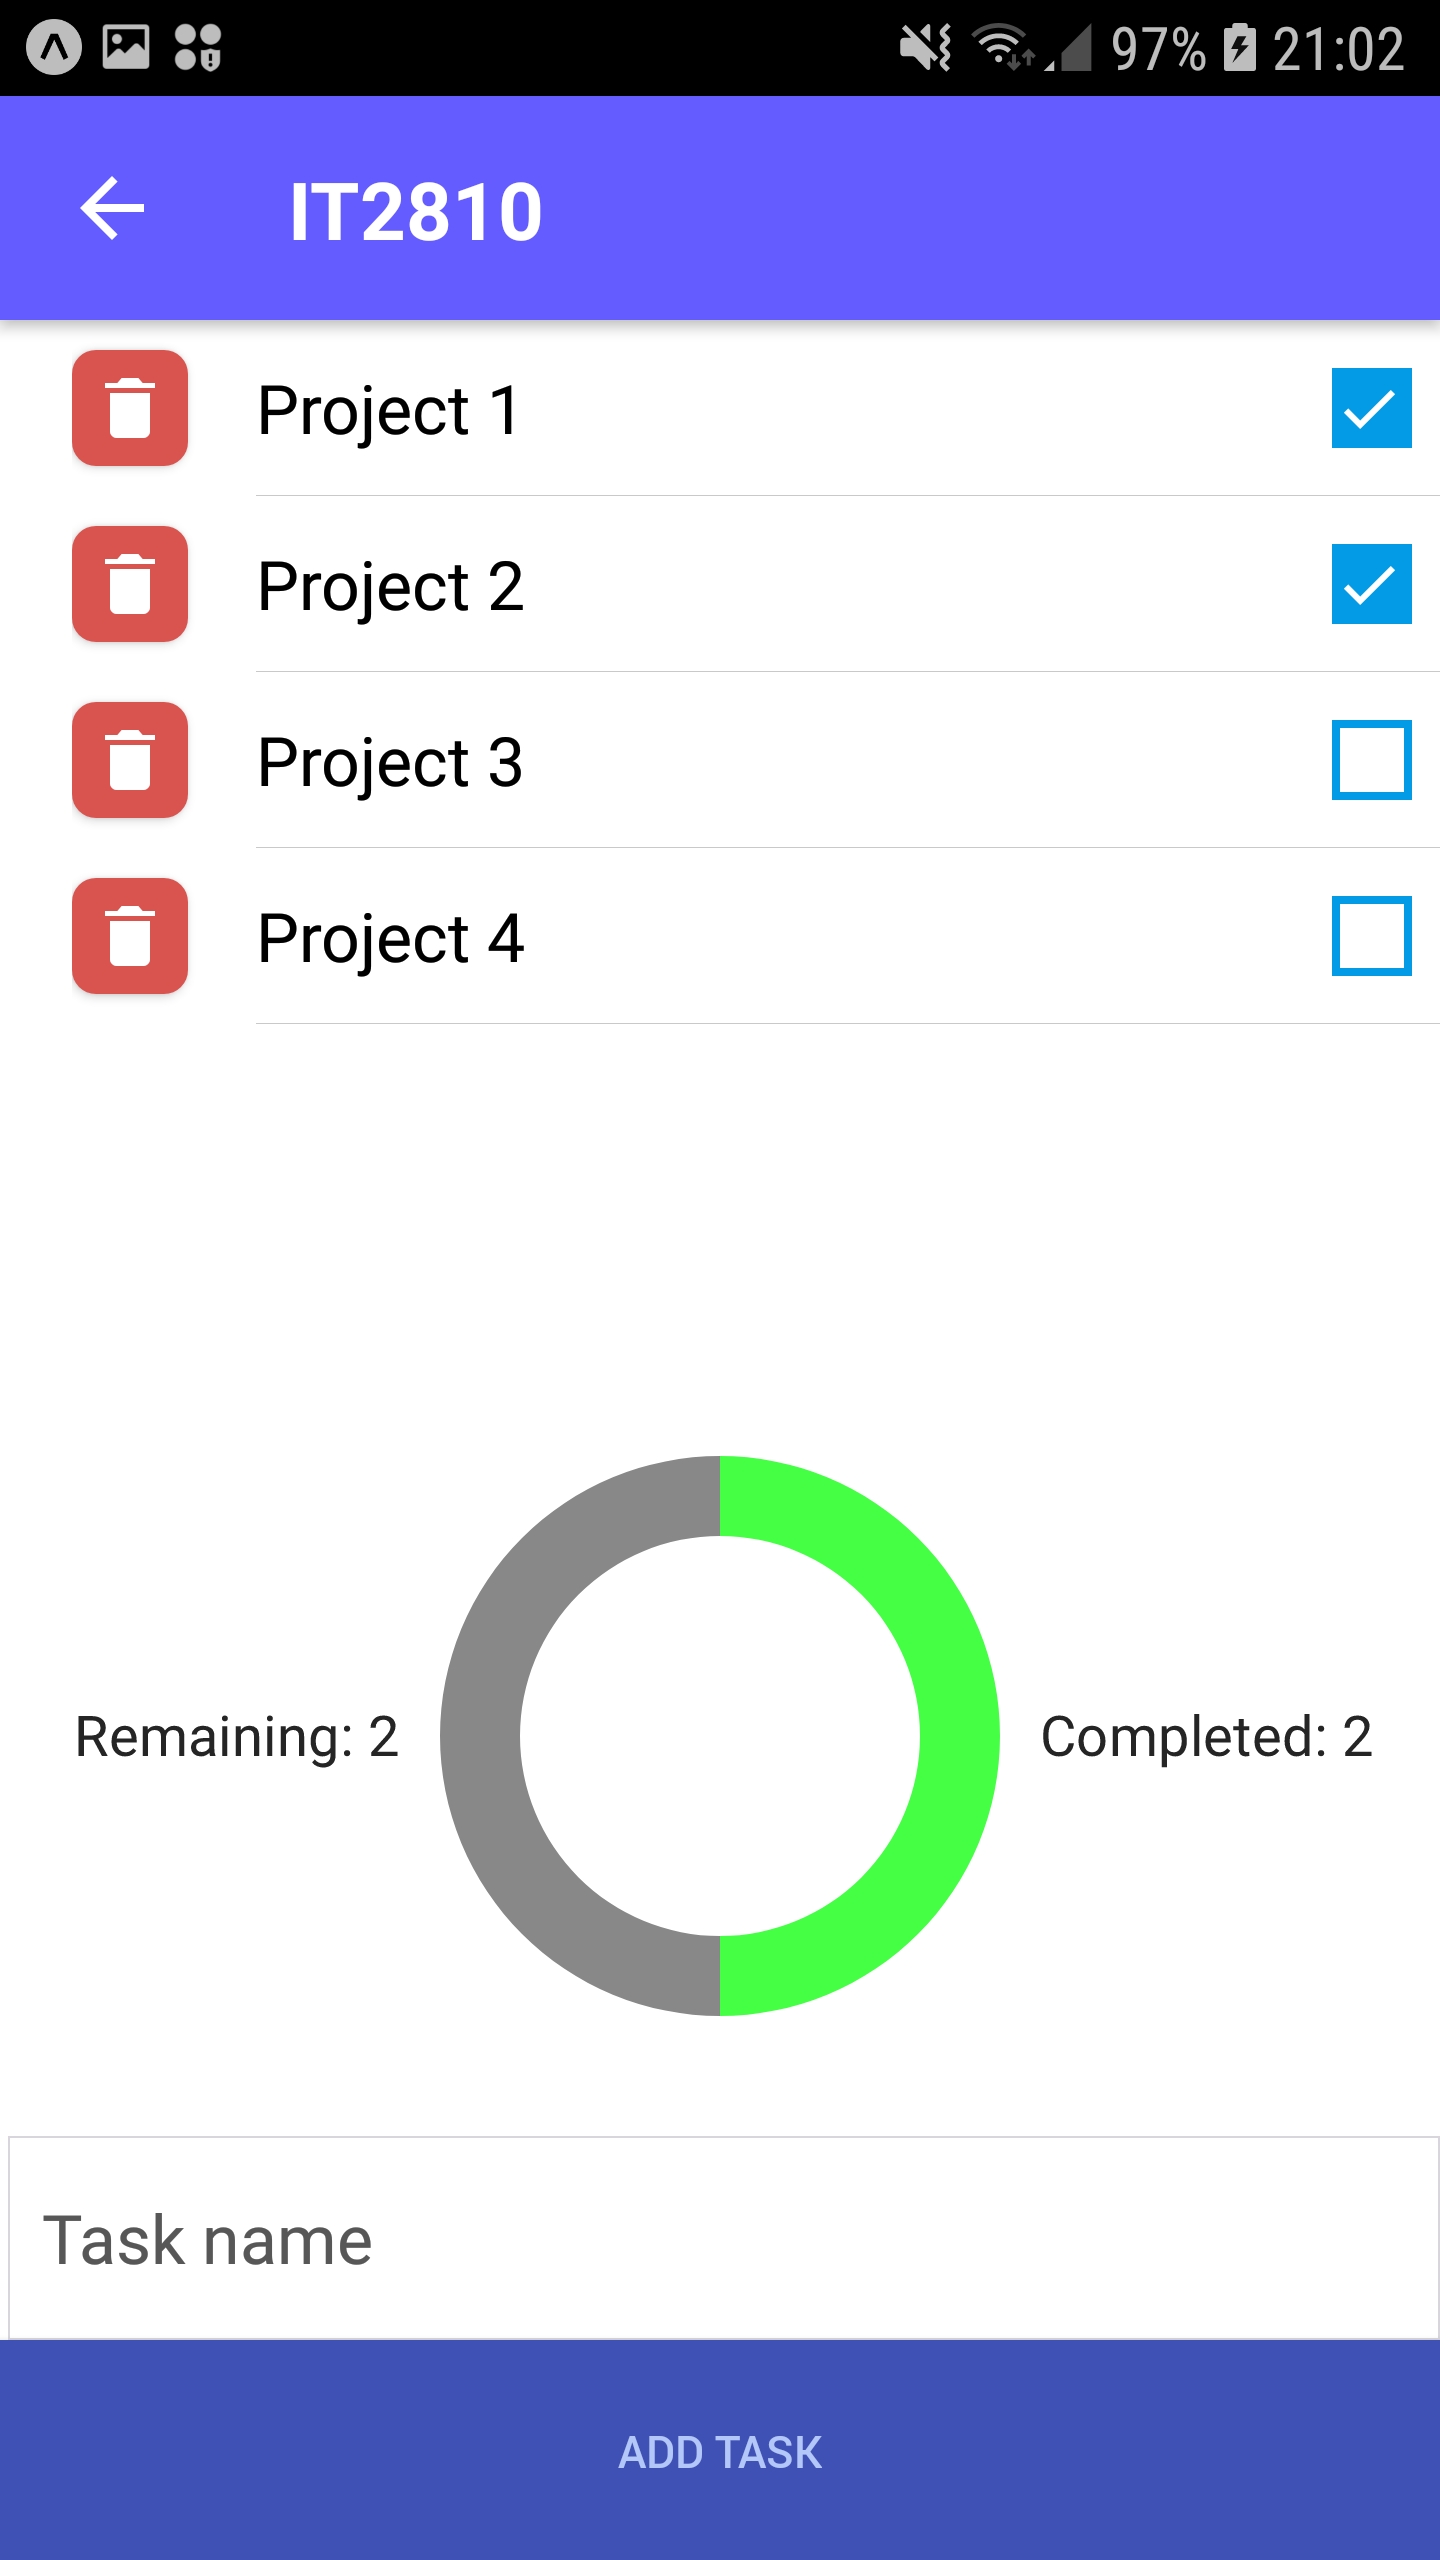 97% 21:02
IT2810
Project 1
Project 2
Project 3
Project 4
Remaining: 2
Completed: 2
Task name
ADD TASK